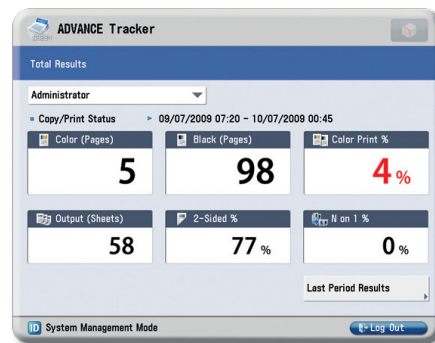 ADVANCE Tracker
Total Results
Administrator
Copy/Print Status 09/07/2009 07:20 - 10/07/2009 00:45
Color (Pages) Black (Pages) Color Print %
5 98 4 %
Output (Sheets) 2-Sided % N on 1 %
58 77 % 0 %
Last Period Results
ID System Management Mode Log Out